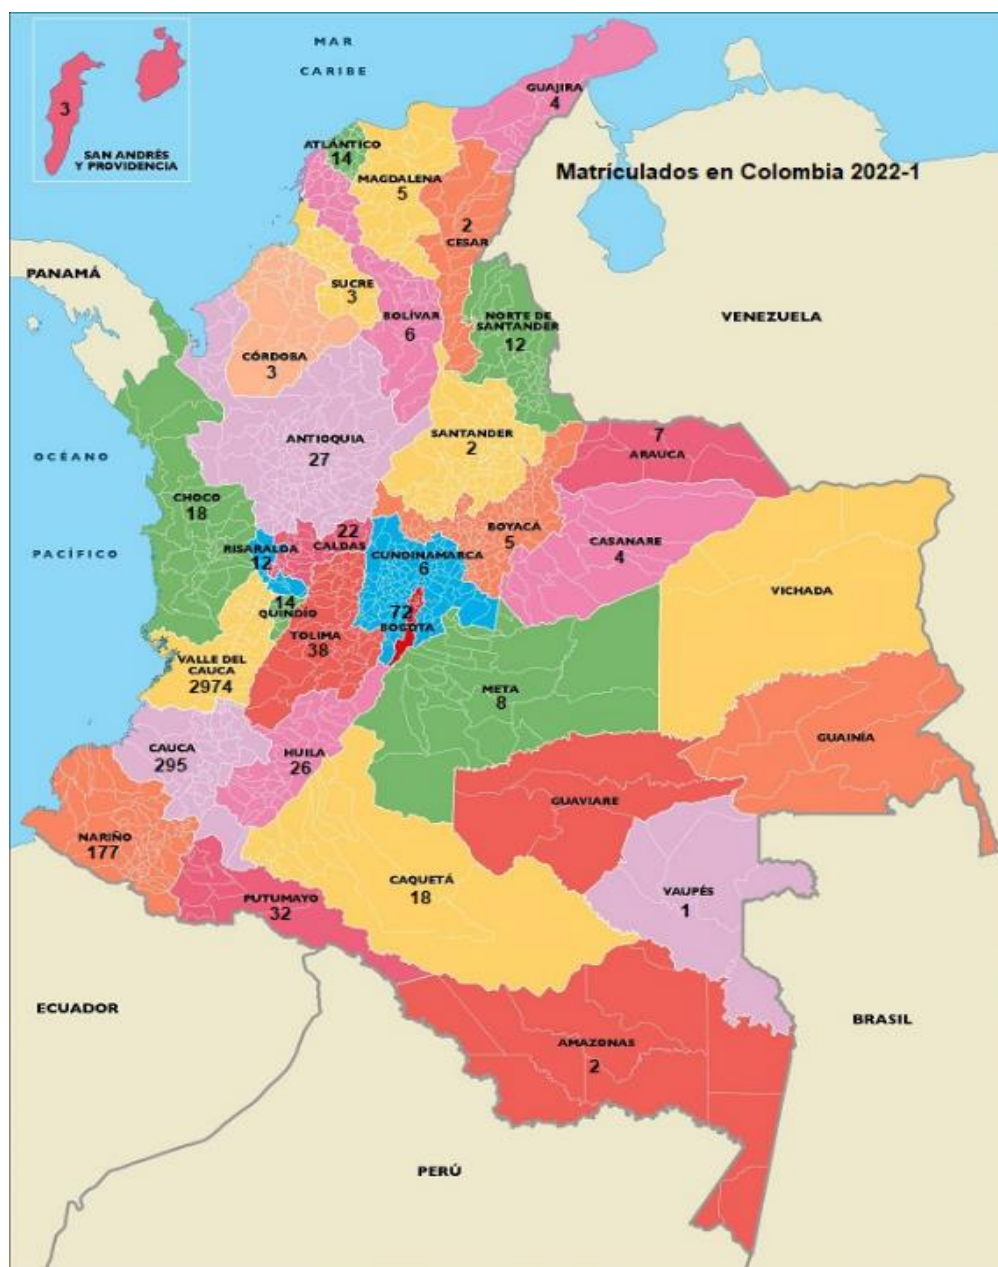 MAR
CARIBE
3
SAN ANDRÉS
Y PROVIDENCIA
GUAJIRA
4
ATLÁNTICO
14
MAGDALENA
5
Matrículados en Colombia 2022-1
2
CESAR
PANAMÁ
SUCRE
3
BOLÍVAR
6
NORTE DE
SANTANDER
12
VENEZUELA
CÓRDOBA
3
ANTIOQUIA
27
SANTANDER
2
7
ARAUCA
OCÉANO
PACÍFICO
CHOCO
18
22
CALDAS
RISARALDA
12
CUNDINAMARCA
6
BOYACÁ
5
CASANARE
4
VICHADA
14
QUINDÍO
72
BOGOTA
TOLIMA
38
VALLE DEL
CAUCA
2974
META
8
CAUCA
295
HUILA
26
GUAINÍA
GUAVIARE
NARIÑO
177
PUTUMAYO
32
CAQUETÁ
18
VAUPÉS
1
ECUADOR
BRASIL
AMAZONAS
2
PERÚ